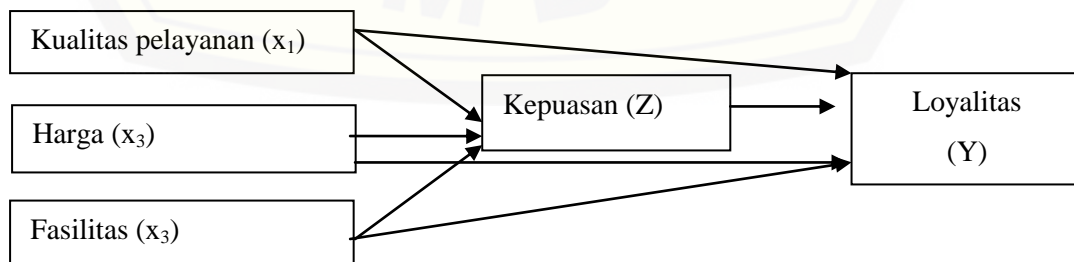 Kualitas pelayanan (x₁)
Kepuasan (Z)
Loyalitas
(Y)
Harga (x₃)
Fasilitas (x₃)